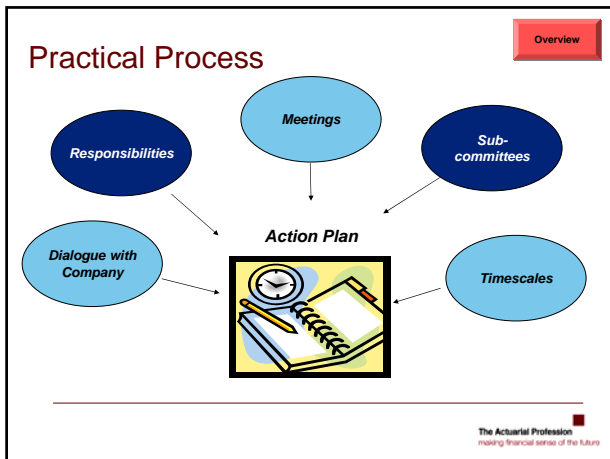 Overview
Practical Process
Meetings
Responsibilities
Sub-
committees
Action Plan
Dialogue with
Company
Timescales
The Actuarial Profession
making financial sense of the future